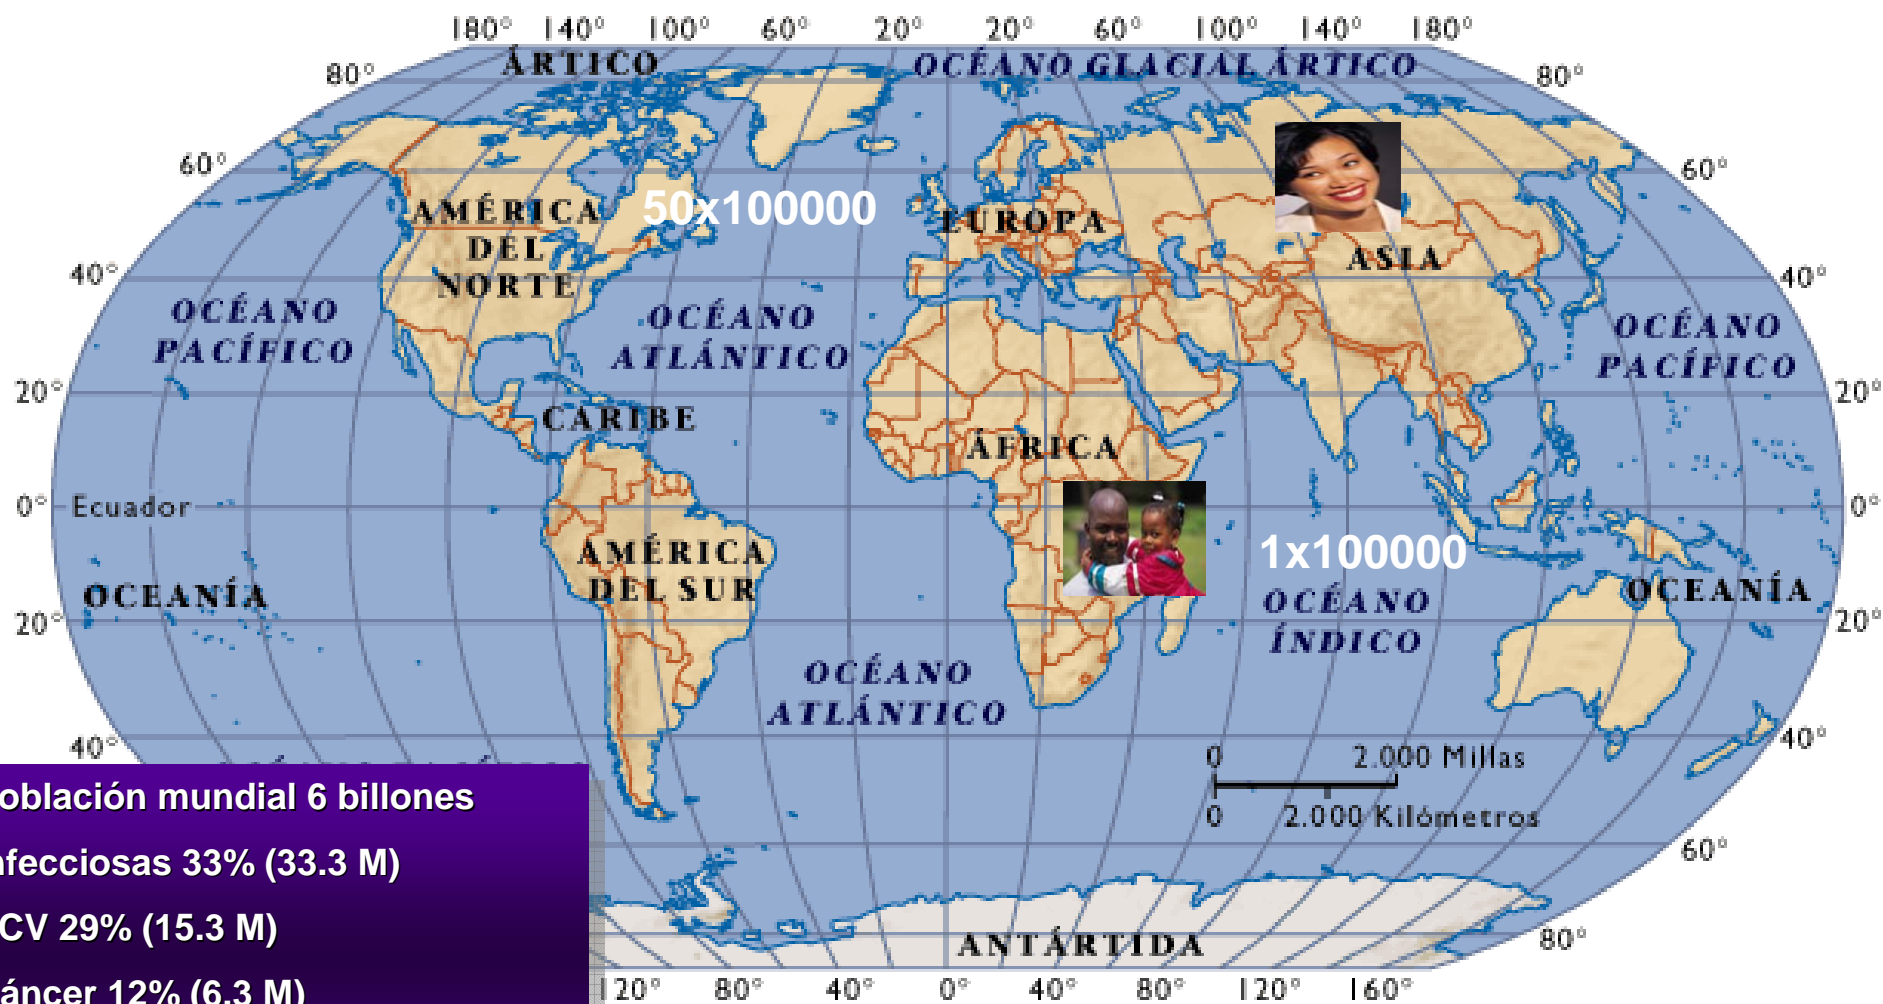 180° 140° 100° 60° 20° 20° 60° 100° 140° 180°
ÁRTICO
OCÉANO GLACIAL ÁRTICO
80° 80°
60° 60°
AMÉRICA
DEL
NORTE
50x100000
EUROPA
ASIA
40° 40°
OCÉANO
PACÍFICO
OCÉANO
ATLÁNTICO
OCÉANO
PACÍFICO
20° 20°
CARIBE
ÁFRICA
0° Ecuador 0°
AMÉRICA
DEL SUR
1x100000
OCEANÍA
OCÉANO
ÍNDICO
OCEANÍA
20° 20°
OCÉANO
ATLÁNTICO
40° 40°
0 2.000 Millas
0 2.000 Kilómetros
oblación mundial 6 billones
nfecciosas 33% (33.3 M)
CV 29% (15.3 M)
áncer 12% (6.3 M)
60°
ANTÁRTIDA
80°
120° 80° 40° 0° 40° 80° 120° 160°